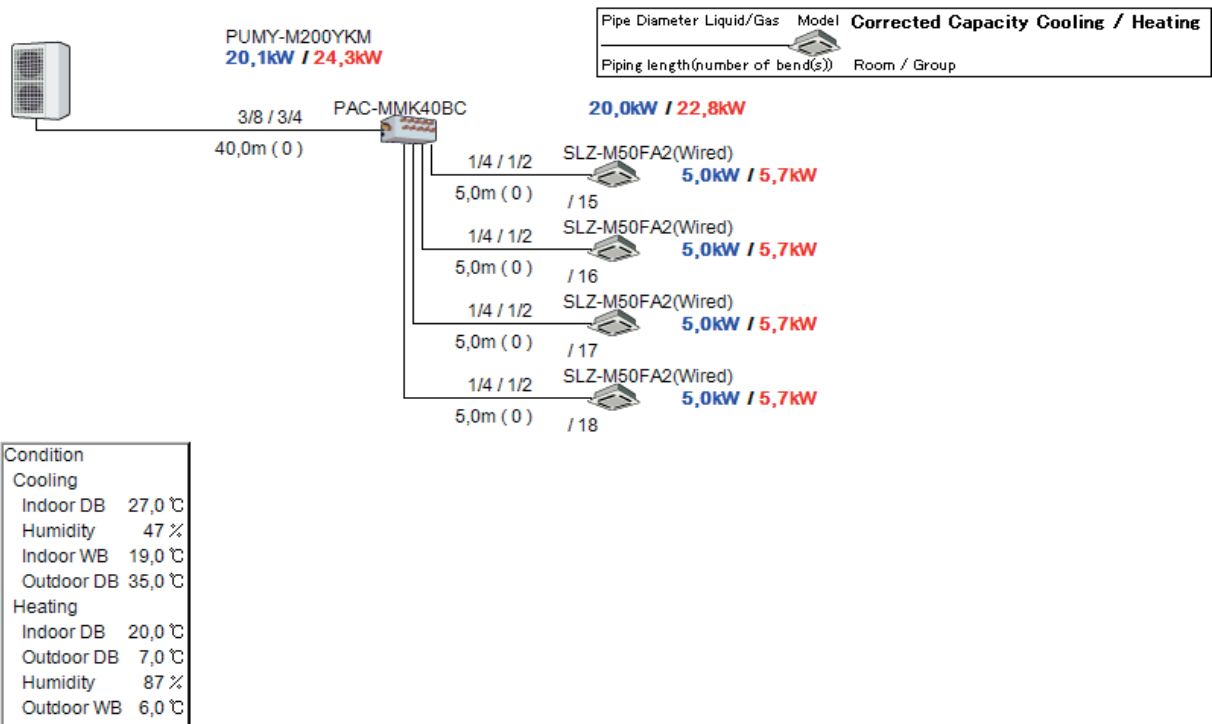 PUMY-M200YKM
20,1kW / 24,3kW
Pipe Diameter Liquid/Gas Model Corrected Capacity Cooling / Heating
Piping length(number of bend(s)) Room / Group
3/8 / 3/4
40,0m ( 0 )
PAC-MMK40BC
20,0kW / 22,8kW
1/4 / 1/2
5,0m ( 0 )
SLZ-M50FA2(Wired)
5,0kW / 5,7kW
/ 15
1/4 / 1/2
5,0m ( 0 )
SLZ-M50FA2(Wired)
5,0kW / 5,7kW
/ 16
1/4 / 1/2
5,0m ( 0 )
SLZ-M50FA2(Wired)
5,0kW / 5,7kW
/ 17
1/4 / 1/2
5,0m ( 0 )
SLZ-M50FA2(Wired)
5,0kW / 5,7kW
/ 18
Condition
Cooling
Indoor DB 27,0 ℃
Humidity 47 %
Indoor WB 19,0 ℃
Outdoor DB 35,0 ℃
Heating
Indoor DB 20,0 ℃
Outdoor DB 7,0 ℃
Humidity 87 %
Outdoor WB 6,0 ℃